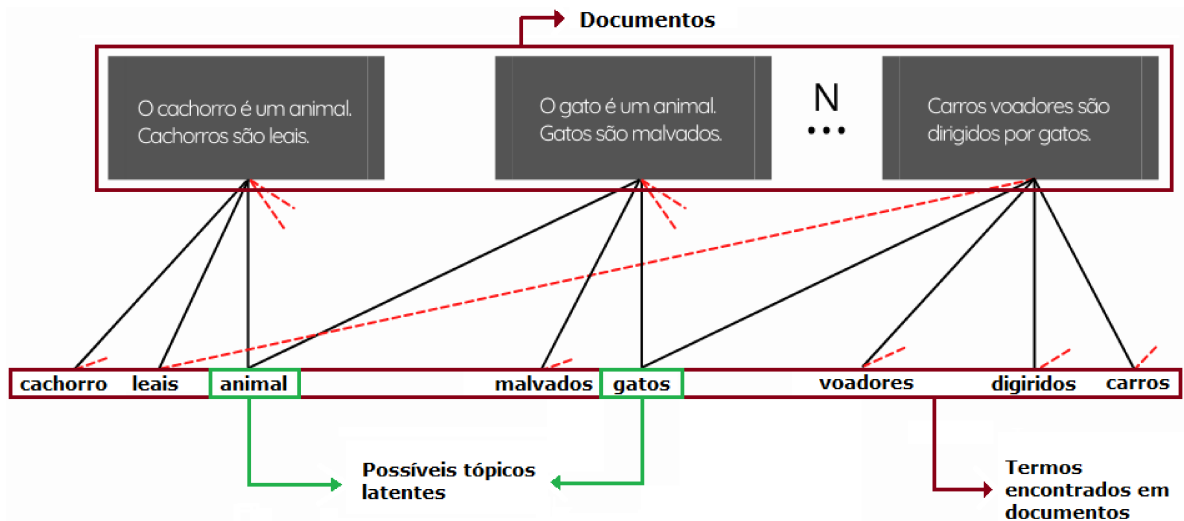 Documentos
O cachorro é um animal.
Cachorros são leais.
O gato é um animal.
Gatos são malvados.
N
...
Carros voadores são
dirigidos por gatos.
cachorro leais animal malvados gatos voadores digiridos carros
Possíveis tópicos
latentes
Termos
encontrados em
documentos